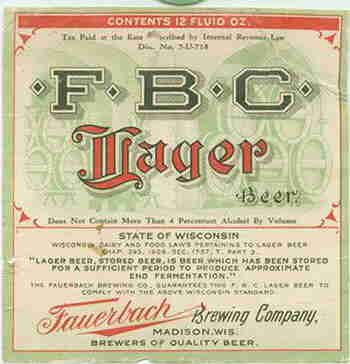 CONTENTS 12 FLUID OZ.
Tax Paid at the Rate Prescribed by Internal Revenue Law
Dis. No. 7-U-718
·F·B·C·
Lager
·Beer·
Does Not Contain More Than 4 Percentum Alcohol By Volume
STATE OF WISCONSIN
WISCONSIN DAIRY AND FOOD LAWS PERTAINING TO LAGER BEER
CHAP. 293, 1909, SEC. 1757, T. PART 2.
"LAGER BEER, STORED BEER, IS BEER WHICH HAS BEEN STORED
FOR A SUFFICIENT PERIOD TO PRODUCE APPROXIMATE
END FERMENTATION."
THE FAUERBACH BREWING CO. GUARANTEES THIS F. B. C. LAGER BEER TO
COMPLY WITH THE ABOVE WISCONSIN STANDARD
Fauerbach Brewing Company,
MADISON, WIS.
BREWERS OF QUALITY BEER.